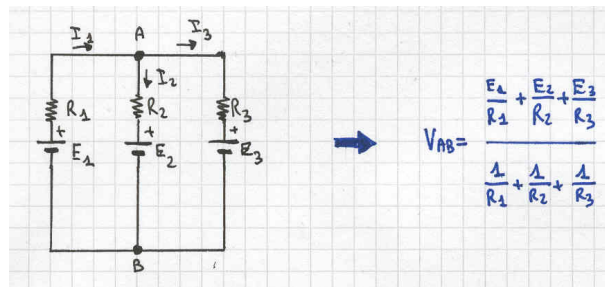 I1 A I3
I2
R1 R2 R3
+ + +
E1 E2 E3
B
VAB = (E1/R1 + E2/R2 + E3/R3) / (1/R1 + 1/R2 + 1/R3)